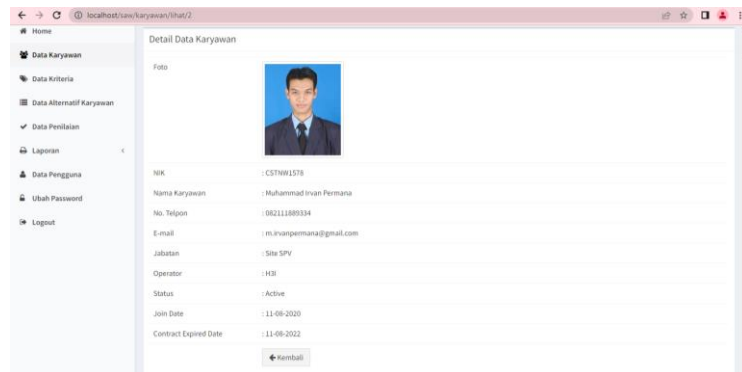 localhost/saw/karyawan/lihat/2
Home
Data Karyawan
Data Kriteria
Data Alternatif Karyawan
Data Penilaian
Laporan
Data Pengguna
Ubah Password
Logout
Detail Data Karyawan
Foto
NIK : CSTNW1578
Nama Karyawan : Muhammad Irvan Permana
No. Telpon : 082111889334
E-mail : m.irvanpermana@gmail.com
Jabatan : Site SPV
Operator : H3I
Status : Active
Join Date : 11-06-2020
Contract Expired Date : 11-06-2022
Kembali